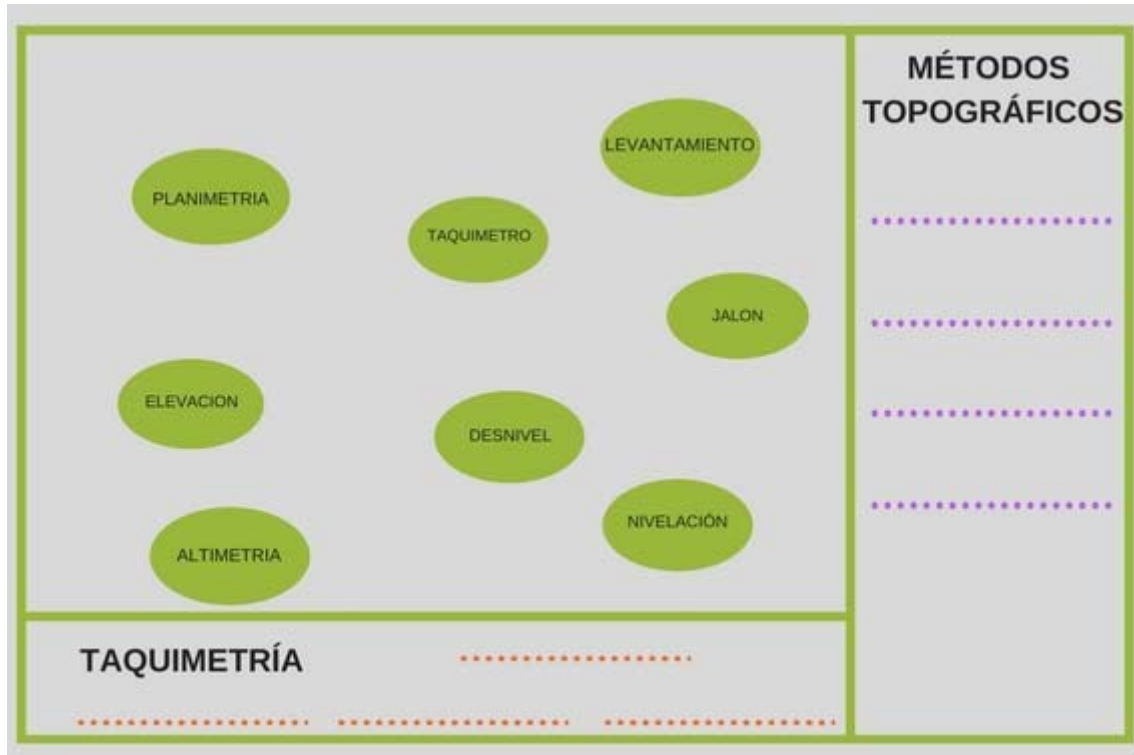 MÉTODOS
TOPOGRÁFICOS
LEVANTAMIENTO
PLANIMETRIA
TAQUIMETRO
JALON
ELEVACION
DESNIVEL
NIVELACIÓN
ALTIMETRIA
TAQUIMETRÍA